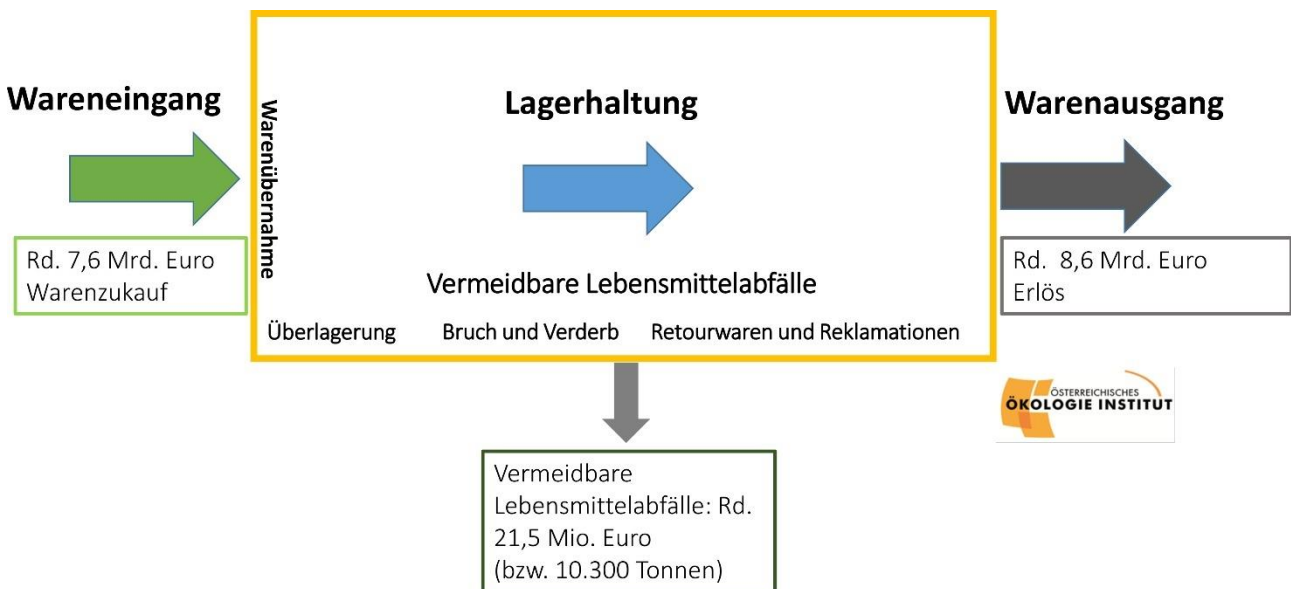 Wareneingang
Lagerhaltung
Warenausgang
Warenübernahme
Rd. 7,6 Mrd. Euro
Warenzukauf
Rd.  8,6 Mrd. Euro
Erlös
Vermeidbare Lebensmittelabfälle
Überlagerung
Bruch und Verderb
Retourwaren und Reklamationen
ÖSTERREICHISCHES
ÖKOLOGIE INSTITUT
Vermeidbare
Lebensmittelabfälle: Rd.
21,5 Mio. Euro
(bzw. 10.300 Tonnen)